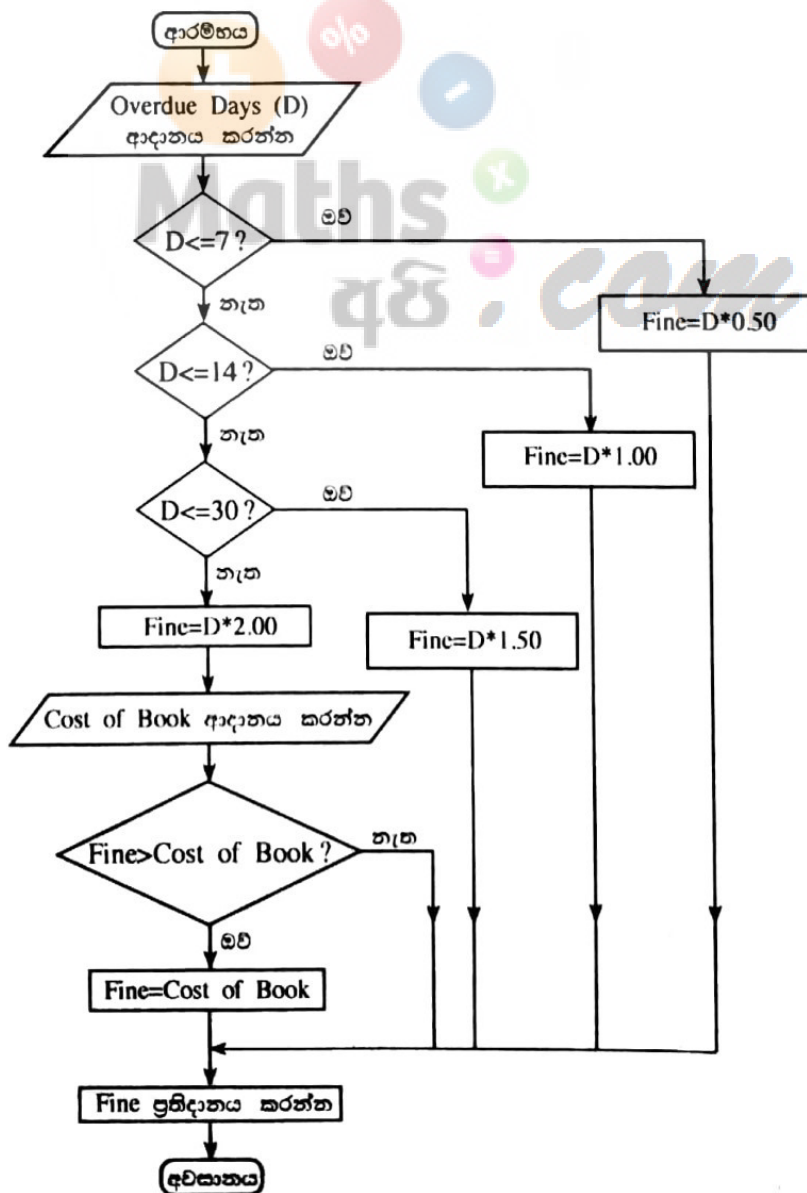 ආරම්භය
Overdue Days (D)
ආදානය කරන්න
Maths
අපි . com
D<=7?
ඔව්
නැත
Fine=D*0.50
D<=14?
ඔව්
නැත
Fine=D*1.00
D<=30?
ඔව්
නැත
Fine=D*2.00
Fine=D*1.50
Cost of Book ආදානය කරන්න
Fine>Cost of Book?
නැත
ඔව්
Fine=Cost of Book
Fine ප්‍රතිදානය කරන්න
අවසානය